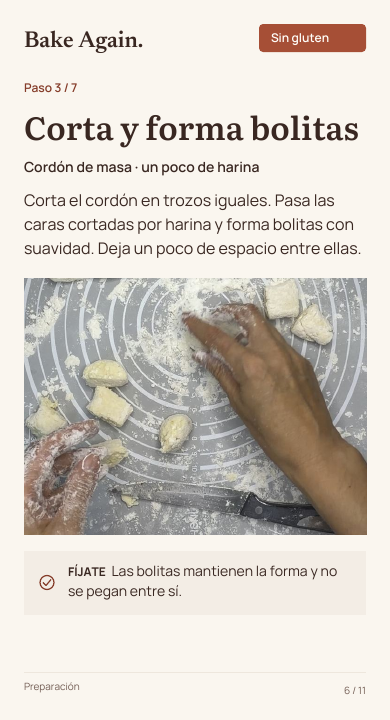 Bake Again.
Sin gluten
Paso 3 / 7
Corta y forma bolitas
Cordón de masa · un poco de harina
Corta el cordón en trozos iguales. Pasa las
caras cortadas por harina y forma bolitas con
suavidad. Deja un poco de espacio entre ellas.
FÍJATE Las bolitas mantienen la forma y no
se pegan entre sí.
Preparación
6 / 11